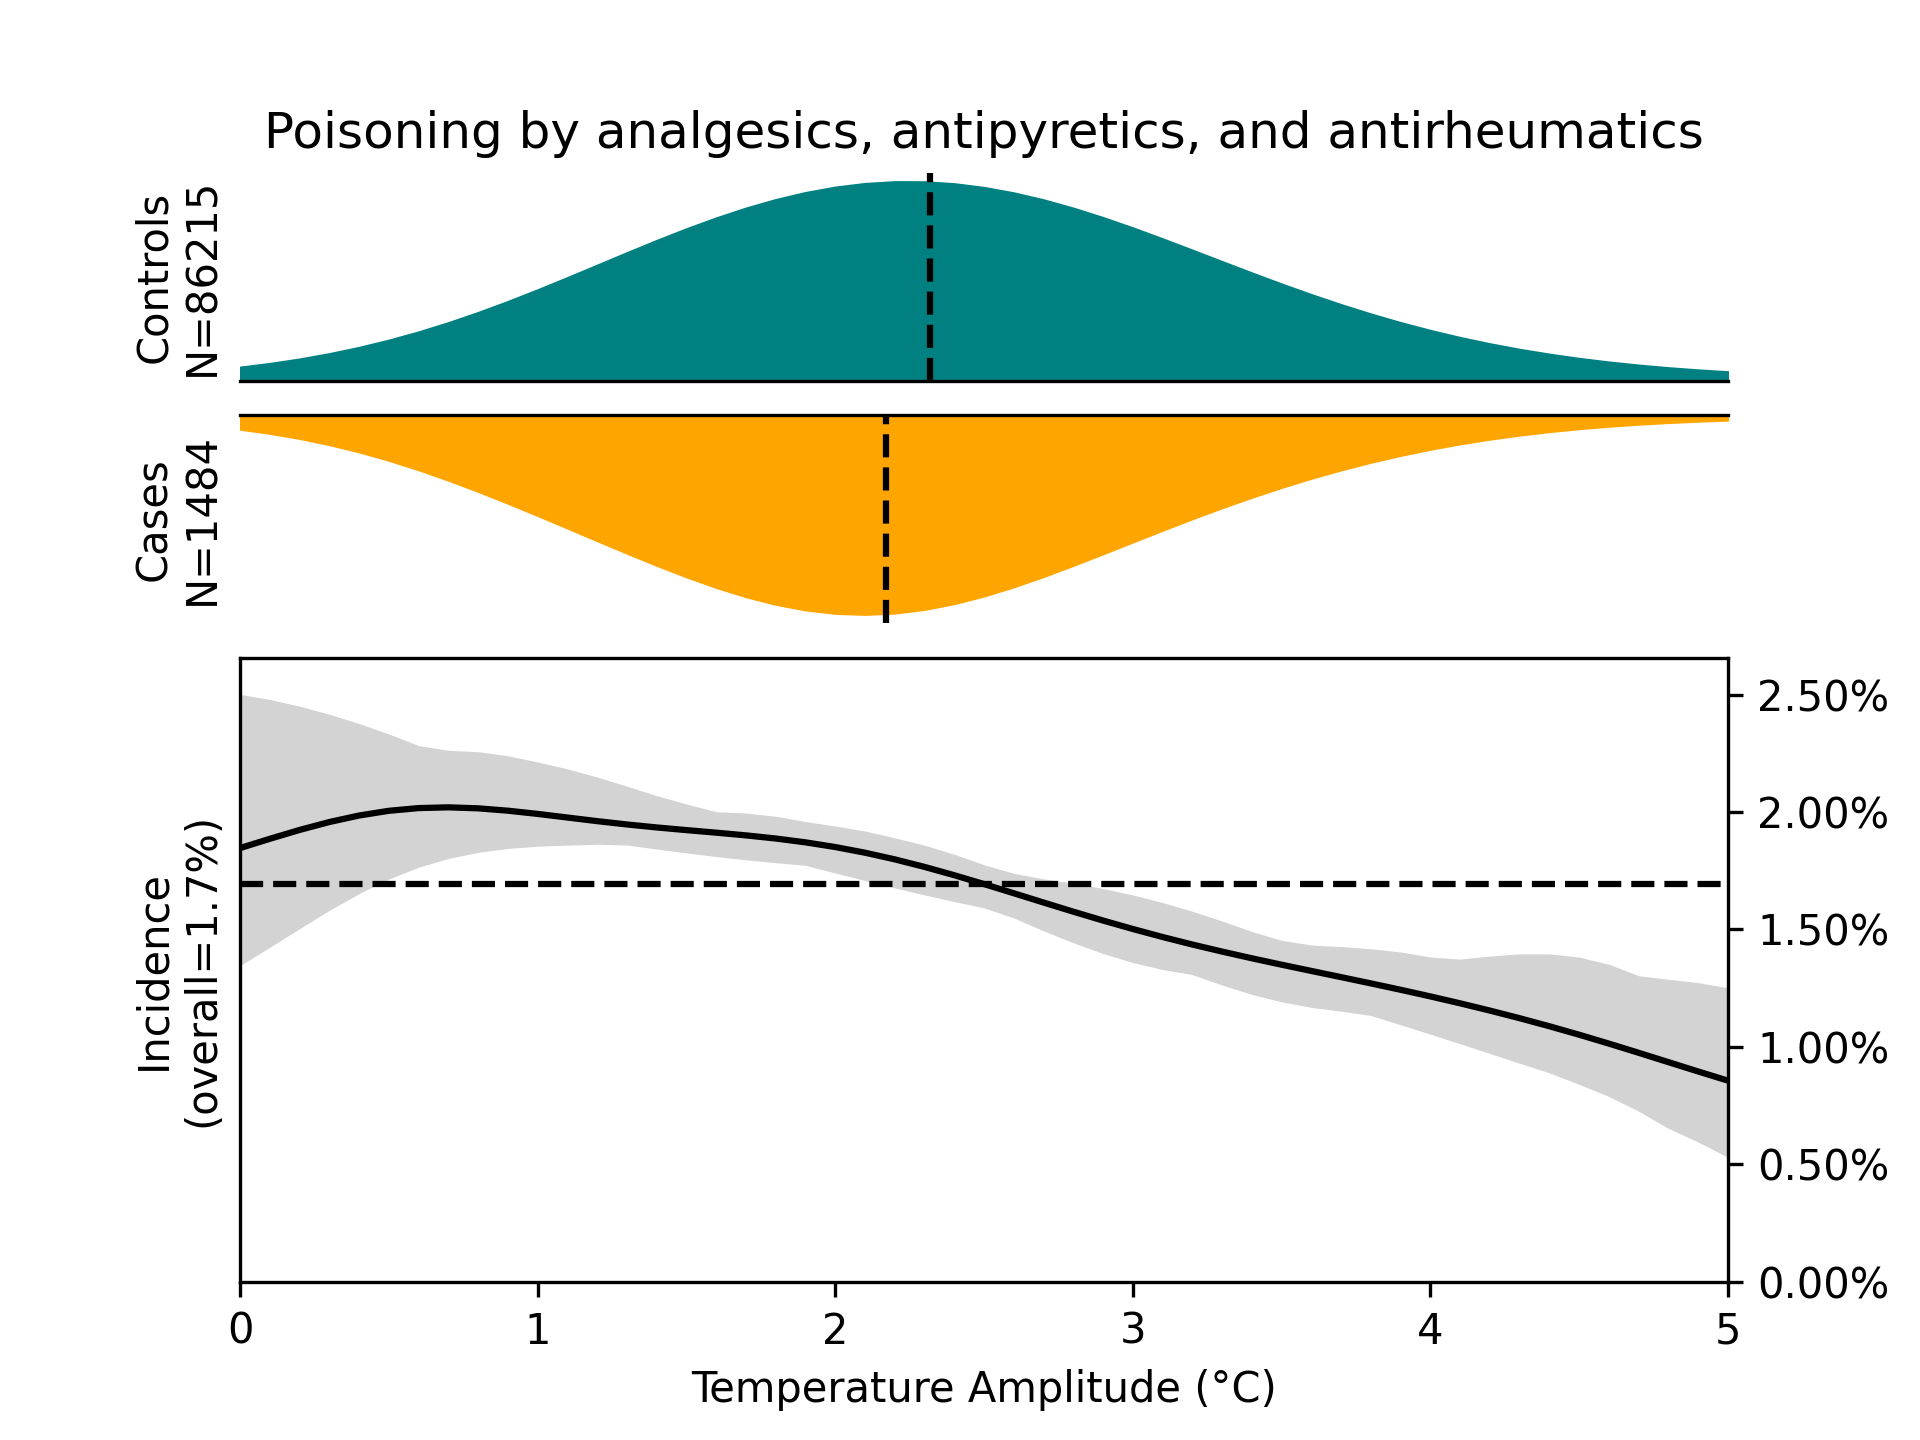 Poisoning by analgesics, antipyretics, and antirheumatics
Controls
N=86215
Cases
N=1484
Incidence
(overall=1.7%)
2.50%
2.00%
1.50%
1.00%
0.50%
0.00%
0 1 2 3 4 5
Temperature Amplitude (°C)